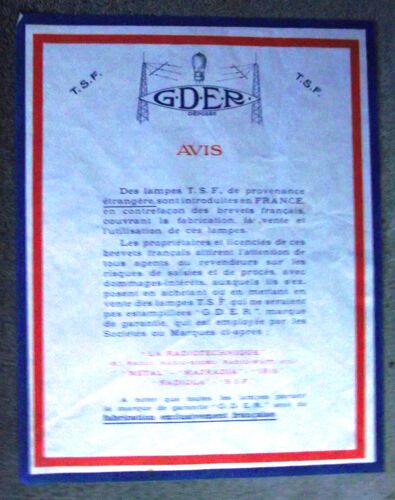 T.S.F. G.D.E.R. T.S.F.
DÉPOSÉE
AVIS
Des lampes T.S.F. de provenance
étrangère, sont introduites en FRANCE,
en contrefaçon des brevets français,
couvrant la fabrication, la vente et
l'utilisation de ces lampes.
Les propriétaires et licenciés de ces
brevets français attirent l'attention de
tous agents ou revendeurs sur les
risques de saisies et de procès, avec
dommages-intérêts, auxquels ils s'ex-
posent en achetant ou en mettant en
vente des lampes T.S.F. qui ne seraient
pas estampillées "G.D.E.R.", marque
de garantie, qui est employée par les
Sociétés ou Marques ci-après :
"LA RADIOTECHNIQUE"
"METAL" -
"RADIOLA" -
A noter que toutes les lampes portant
la marque de garantie "G.D.E.R." sont de
fabrication exclusivement française